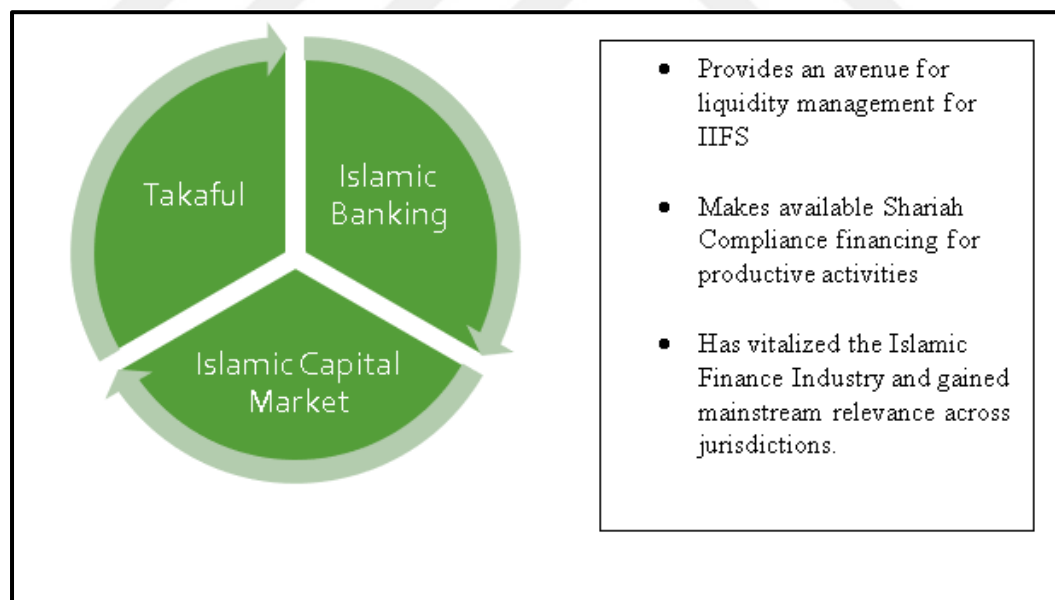 Takaful
Islamic
Banking
Islamic Capital
Market
• Provides an avenue for
liquidity management for
IIFS
• Makes available Shariah
Compliance financing for
productive activities
• Has vitalized the Islamic
Finance Industry and gained
mainstream relevance across
jurisdictions.